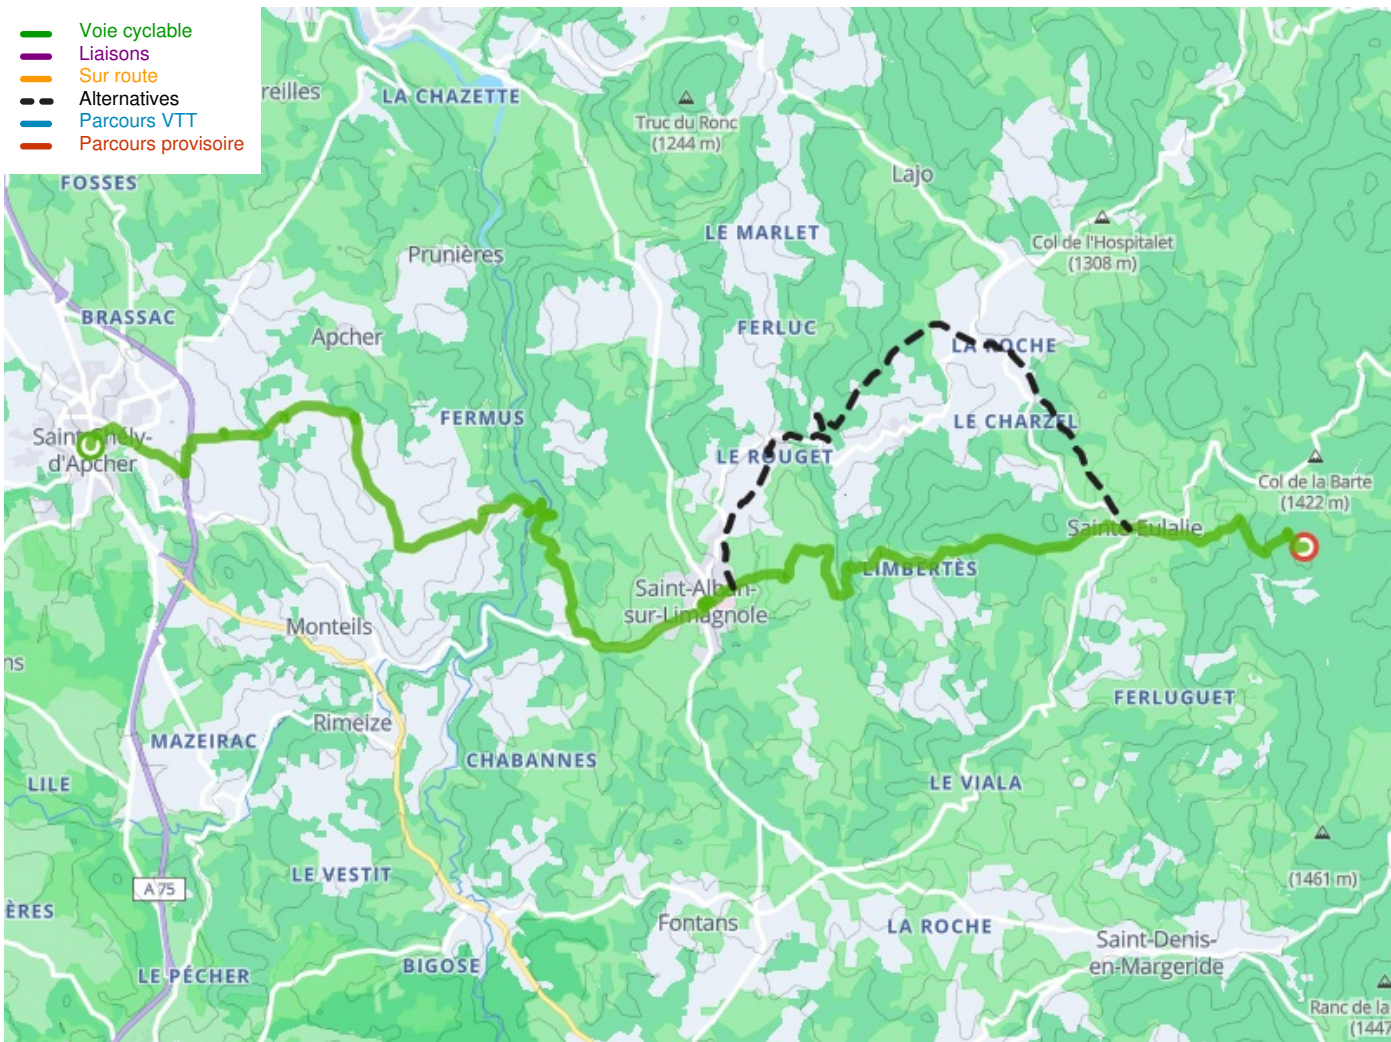 Voie cyclable
Liaisons
Sur route
Alternatives
Parcours VTT
Parcours provisoire
reilles
LA CHAZETTE
Truc du Ronc
(1244 m)
FOSSES
Lajo
LE MARLET
Col de l'Hospitalet
(1308 m)
Prunières
BRASSAC
Apcher
FERLUC
LA ROCHE
FERMUS
LE CHARZEL
Saint-Chély-
d'Apcher
LE ROUGET
Col de la Barte
(1422 m)
Sainte-Eulalie
LIMBERTÈS
Saint-Alban-
sur-Limagnole
Monteils
ns
FERLUGUET
Rimeize
MAZEIRAC
CHABANNES
LILE
LE VIALA
LE VESTIT
(1461 m)
A 75
ÈRES
Fontans
LA ROCHE
Saint-Denis-
en-Margeride
BIGOSE
LE PÉCHER
Ranc de la
(1447